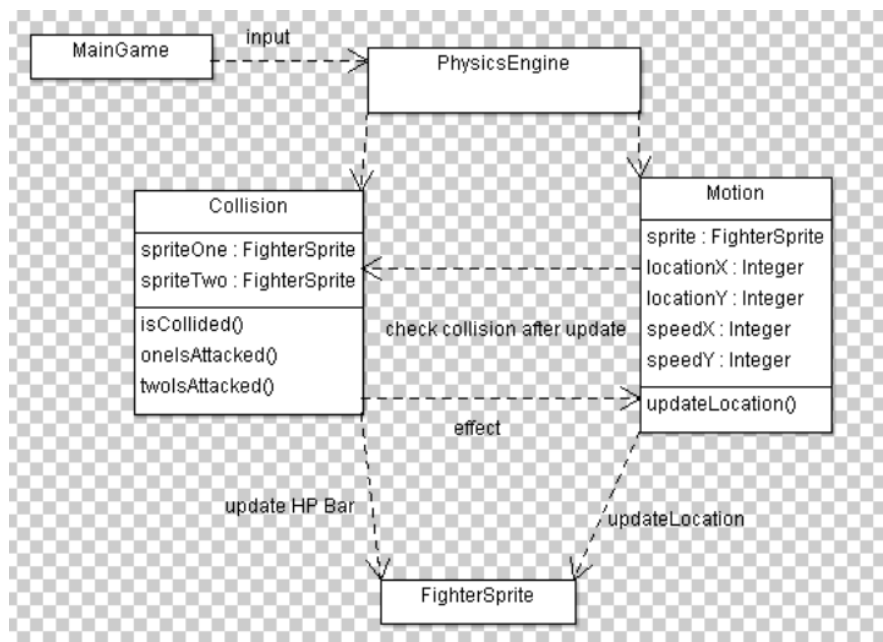 MainGame
input
PhysicsEngine
Collision
spriteOne : FighterSprite
spriteTwo : FighterSprite
isCollided()
oneIsAttacked()
twoIsAttacked()
Motion
sprite : FighterSprite
locationX : Integer
locationY : Integer
speedX : Integer
speedY : Integer
updateLocation()
check collision after update
effect
update HP Bar
updateLocation
FighterSprite